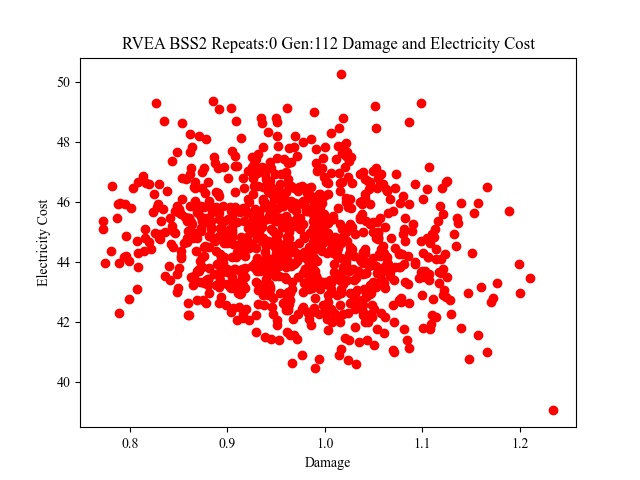 RVEA BSS2 Repeats:0 Gen:112 Damage and Electricity Cost
50
48
46
44
42
40
Electricity Cost
0.8 0.9 1.0 1.1 1.2
Damage